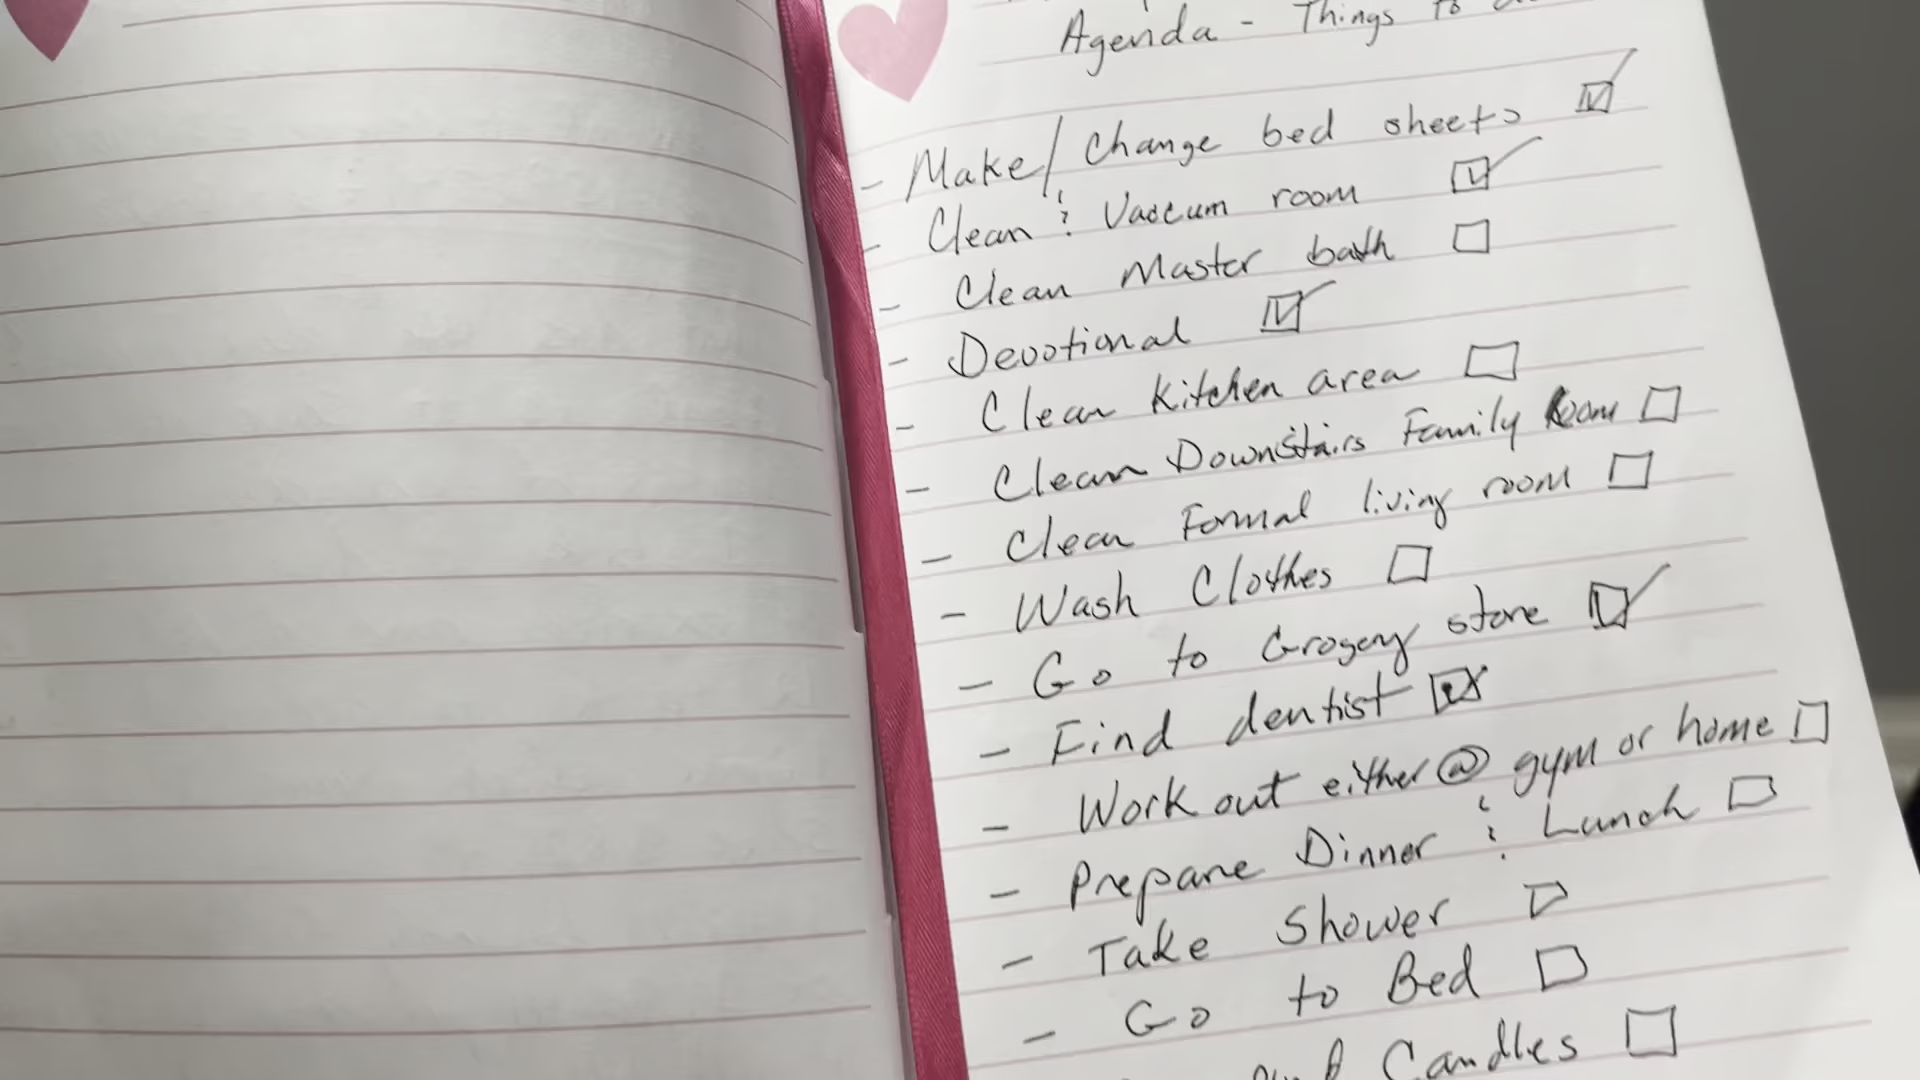 Agenda - Things to
- Make/Change bed sheets ☑
- Clean & Vacuum room ☑
- Clean Master bath ☐
- Devotional ☑
- Clean Kitchen area ☐
- Clean Downstairs Family Room ☐
- Clean Formal living room ☐
- Wash Clothes ☐
- Go to Grogery store ☑
- Find dentist ☑
- Work out either @ gym or home ☐
- Prepare Dinner & Lunch ☐
- Take Shower ☐
- Go to Bed ☐
Candles ☐